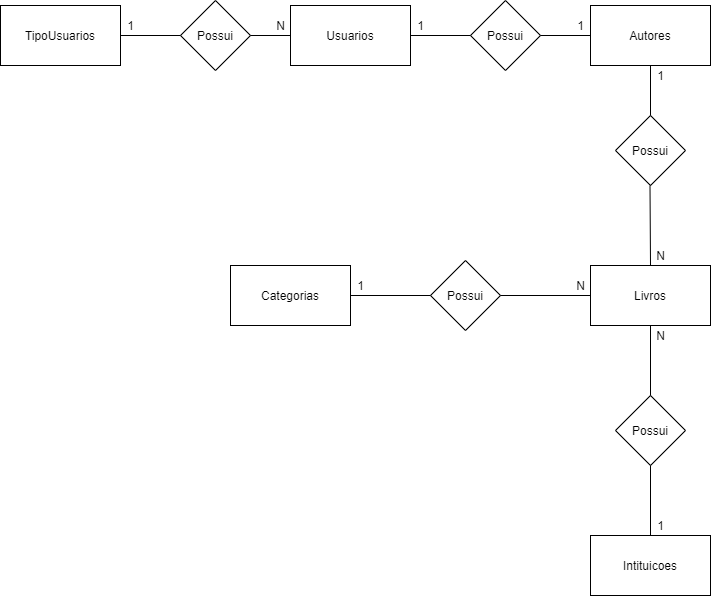 TipoUsuarios
1
Possui
N
Usuarios
1
Possui
1
Autores
1
Possui
N
Categorias
1
Possui
N
Livros
N
Possui
1
Intituicoes